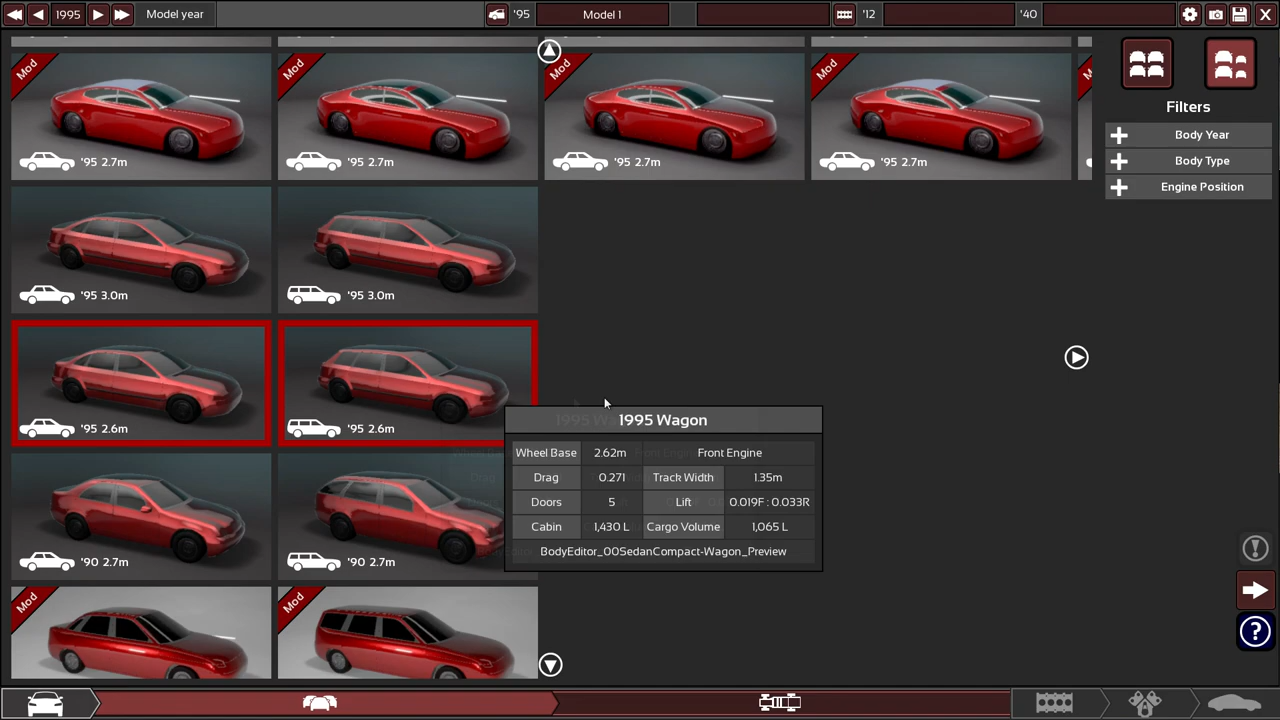 1995 Model year '95 Model 1 '12 '40
Mod Mod Mod Mod
'95 2.7m '95 2.7m '95 2.7m '95 2.7m
Filters
Body Year
Body Type
Engine Position
'95 3.0m '95 3.0m
'95 2.6m '95 2.6m
1995 Wagon
Wheel Base 2.62m Front Engine
Drag 0.271 Track Width 1.35m
Doors 5 Lift 0.019F : 0.033R
Cabin 1,430 L Cargo Volume 1,065 L
BodyEditor_00SedanCompact-Wagon_Preview
'90 2.7m '90 2.7m
Mod Mod